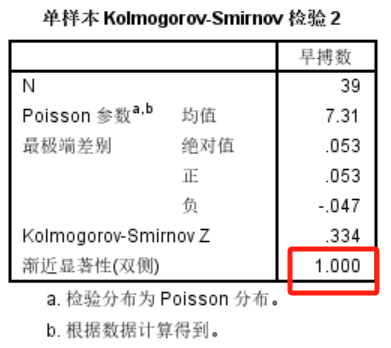 单样本 Kolmogorov-Smirnov 检验 2
早搏数
N 39
Poisson 参数a,b 均值 7.31
最极端差别 绝对值 .053
正 .053
负 -.047
Kolmogorov-Smirnov Z .334
渐近显著性(双侧) 1.000
a. 检验分布为 Poisson 分布。
b. 根据数据计算得到。